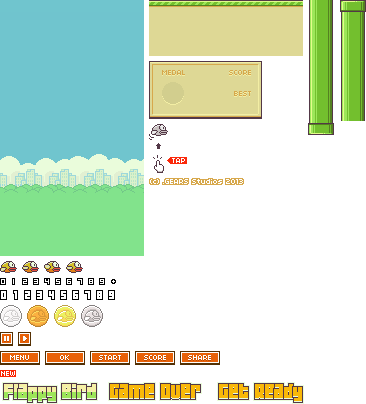 MEDAL SCORE
BEST
TAP
(c) .GEARS Studios 2013
0 1 2 3 4 5 6 7 8 9
0 1 2 3 4 5 6 7 8 9
MENU OK START SCORE SHARE
NEW
Flappy Bird Game Over Get Ready